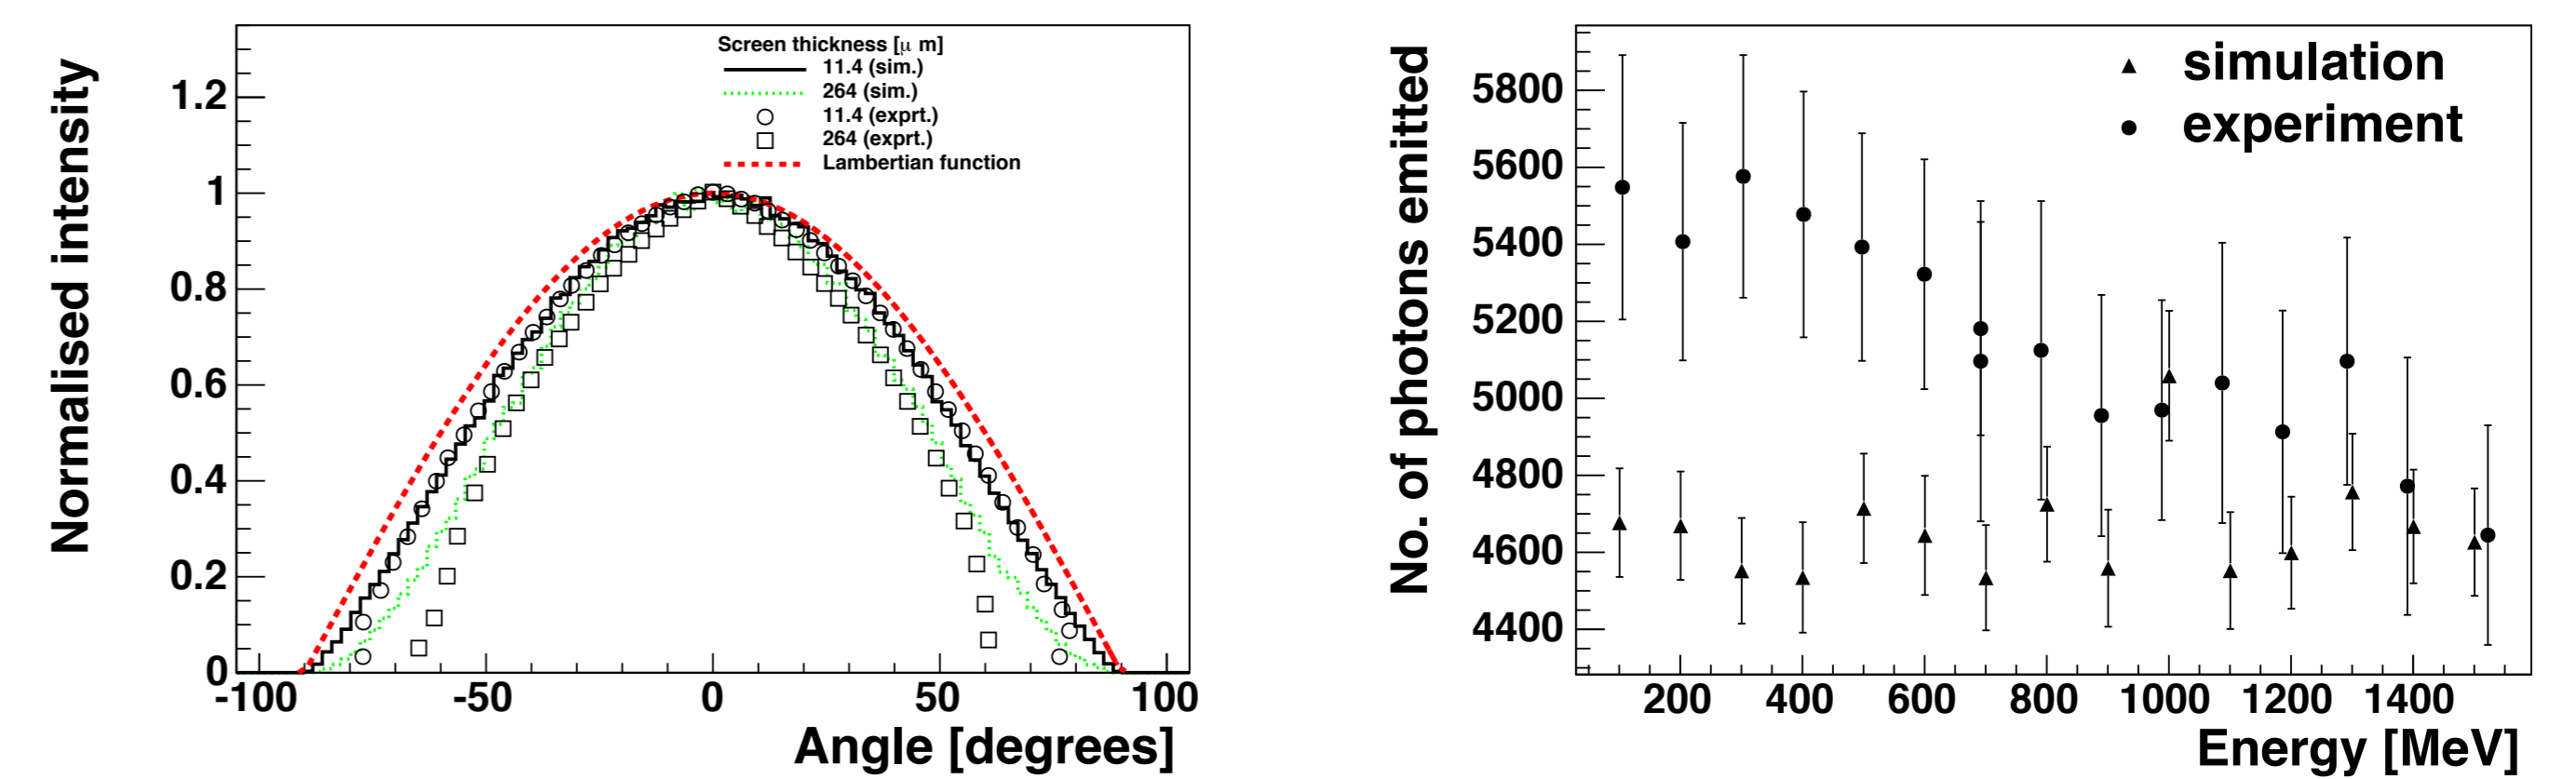 Normalised intensity
1.2
1
0.8
0.6
0.4
0.2
0
Screen thickness [μ m]
11.4 (sim.)
264 (sim.)
11.4 (exprt.)
264 (exprt.)
Lambertian function
-100 -50 0 50 100
Angle [degrees]
No. of photons emitted
5800
5600
5400
5200
5000
4800
4600
4400
simulation
experiment
200 400 600 800 1000 1200 1400
Energy [MeV]